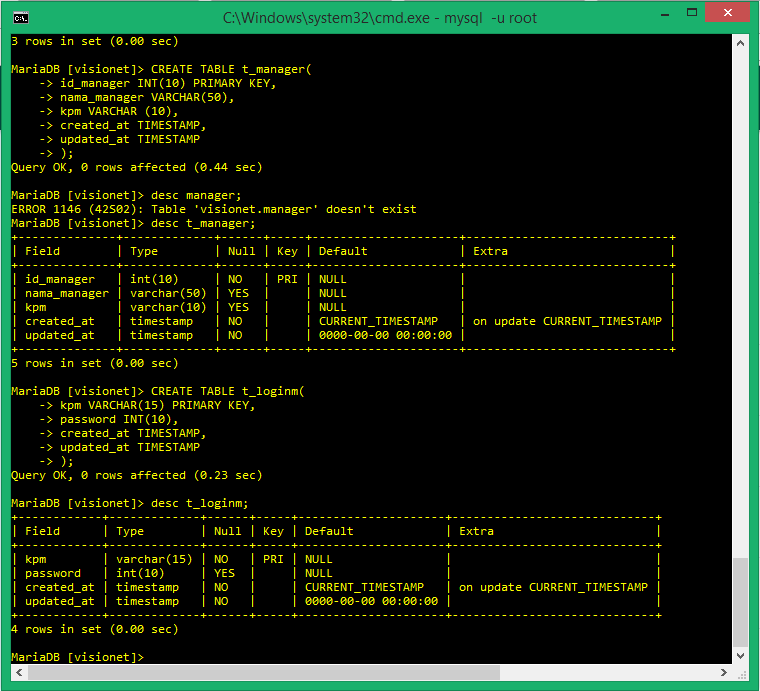 C:\Windows\system32\cmd.exe - mysql  -u root
3 rows in set (0.00 sec)
MariaDB [visionet]> CREATE TABLE t_manager(
    -> id_manager INT(10) PRIMARY KEY,
    -> nama_manager VARCHAR(50),
    -> kpm VARCHAR (10),
    -> created_at TIMESTAMP,
    -> updated_at TIMESTAMP
    -> );
Query OK, 0 rows affected (0.44 sec)
MariaDB [visionet]> desc manager;
ERROR 1146 (42S02): Table 'visionet.manager' doesn't exist
MariaDB [visionet]> desc t_manager;
+--------------+-------------+------+-----+---------------------+-----------------------------+
| Field        | Type        | Null | Key | Default             | Extra                       |
+--------------+-------------+------+-----+---------------------+-----------------------------+
| id_manager   | int(10)     | NO   | PRI | NULL                |                             |
| nama_manager | varchar(50) | YES  |     | NULL                |                             |
| kpm          | varchar(10) | YES  |     | NULL                |                             |
| created_at   | timestamp   | NO   |     | CURRENT_TIMESTAMP   | on update CURRENT_TIMESTAMP |
| updated_at   | timestamp   | NO   |     | 0000-00-00 00:00:00 |                             |
+--------------+-------------+------+-----+---------------------+-----------------------------+
5 rows in set (0.00 sec)
MariaDB [visionet]> CREATE TABLE t_loginm(
    -> kpm VARCHAR(15) PRIMARY KEY,
    -> password INT(10),
    -> created_at TIMESTAMP,
    -> updated_at TIMESTAMP
    -> );
Query OK, 0 rows affected (0.23 sec)
MariaDB [visionet]> desc t_loginm;
+------------+-------------+------+-----+---------------------+-----------------------------+
| Field      | Type        | Null | Key | Default             | Extra                       |
+------------+-------------+------+-----+---------------------+-----------------------------+
| kpm        | varchar(15) | NO   | PRI | NULL                |                             |
| password   | int(10)     | YES  |     | NULL                |                             |
| created_at | timestamp   | NO   |     | CURRENT_TIMESTAMP   | on update CURRENT_TIMESTAMP |
| updated_at | timestamp   | NO   |     | 0000-00-00 00:00:00 |                             |
+------------+-------------+------+-----+---------------------+-----------------------------+
4 rows in set (0.00 sec)
MariaDB [visionet]>